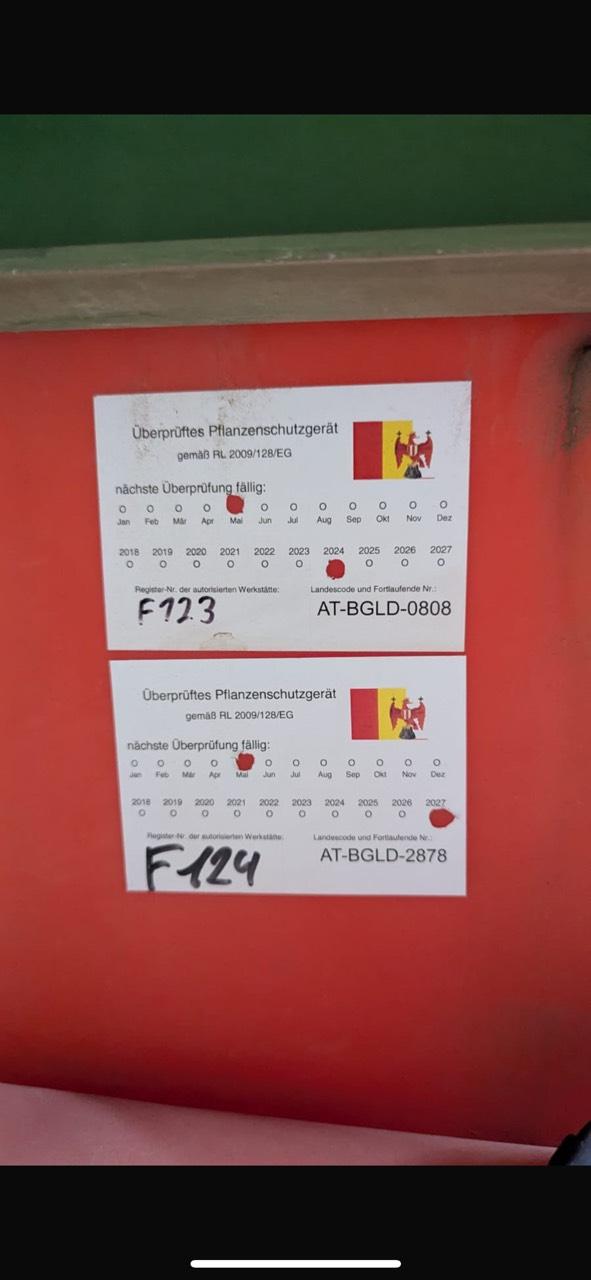 Überprüftes Pflanzenschutzgerät
gemäß RL 2009/128/EG
nächste Überprüfung fällig:
Jan Feb Mär Apr Mai Jun Jul Aug Sep Okt Nov Dez
2018 2019 2020 2021 2022 2023 2024 2025 2026 2027
Register-Nr. der autorisierten Werkstätte: Landescode und Fortlaufende Nr.:
F123 AT-BGLD-0808
Überprüftes Pflanzenschutzgerät
gemäß RL 2009/128/EG
nächste Überprüfung fällig:
Jan Feb Mär Apr Mai Jun Jul Aug Sep Okt Nov Dez
2018 2019 2020 2021 2022 2023 2024 2025 2026 2027
Register-Nr. der autorisierten Werkstätte: Landescode und Fortlaufende Nr.:
F124 AT-BGLD-2878